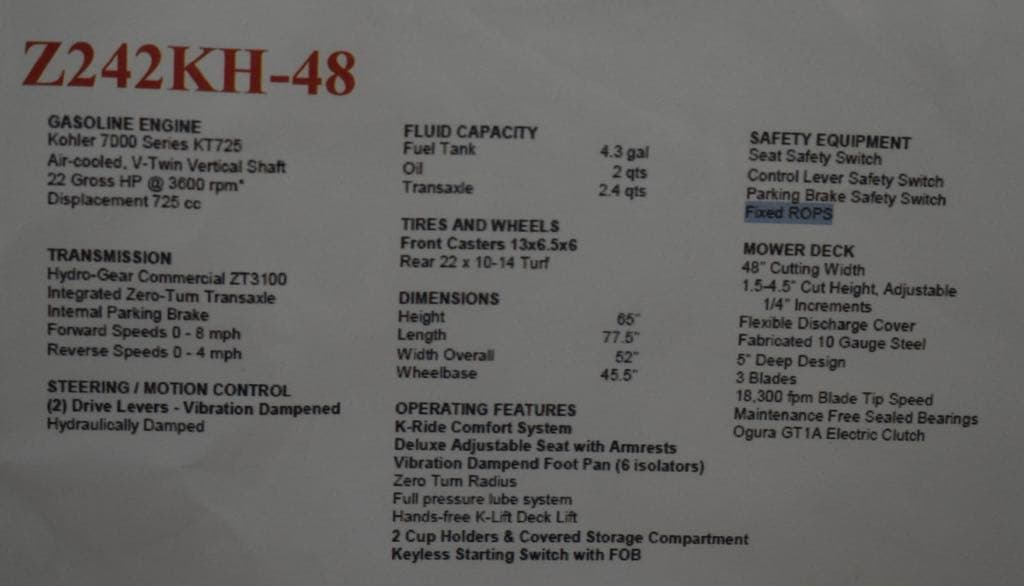 Z242KH-48
GASOLINE ENGINE
Kohler 7000 Series KT725
Air-cooled, V-Twin Vertical Shaft
22 Gross HP @ 3600 rpm*
Displacement 725 cc
TRANSMISSION
Hydro-Gear Commercial ZT3100
Integrated Zero-Turn Transaxle
Internal Parking Brake
Forward Speeds 0 - 8 mph
Reverse Speeds 0 - 4 mph
STEERING / MOTION CONTROL
(2) Drive Levers - Vibration Dampened
Hydraulically Damped
FLUID CAPACITY
Fuel Tank 4.3 gal
Oil 2 qts
Transaxle 2.4 qts
TIRES AND WHEELS
Front Casters 13x6.5x6
Rear 22 x 10-14 Turf
DIMENSIONS
Height 65"
Length 77.5"
Width Overall 52"
Wheelbase 45.5"
OPERATING FEATURES
K-Ride Comfort System
Deluxe Adjustable Seat with Armrests
Vibration Dampend Foot Pan (6 isolators)
Zero Turn Radius
Full pressure lube system
Hands-free K-Lift Deck Lift
2 Cup Holders & Covered Storage Compartment
Keyless Starting Switch with FOB
SAFETY EQUIPMENT
Seat Safety Switch
Control Lever Safety Switch
Parking Brake Safety Switch
Fixed ROPS
MOWER DECK
48" Cutting Width
1.5-4.5" Cut Height, Adjustable
1/4" Increments
Flexible Discharge Cover
Fabricated 10 Gauge Steel
5" Deep Design
3 Blades
18,300 fpm Blade Tip Speed
Maintenance Free Sealed Bearings
Ogura GT1A Electric Clutch